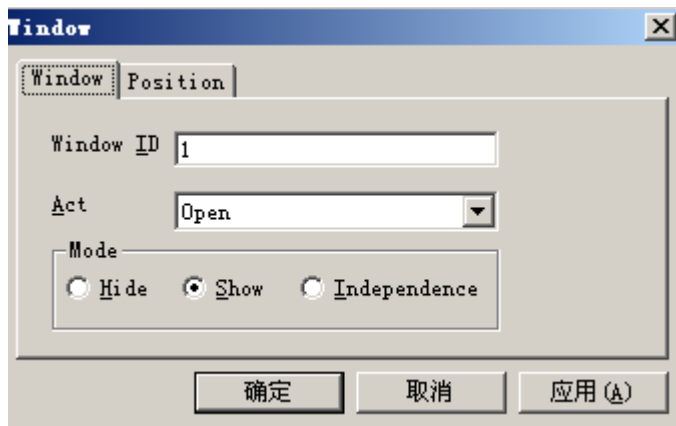 Window
Window Position
Window ID 1
Act Open
Mode
Hide Show Independence
确定 取消 应用(A)